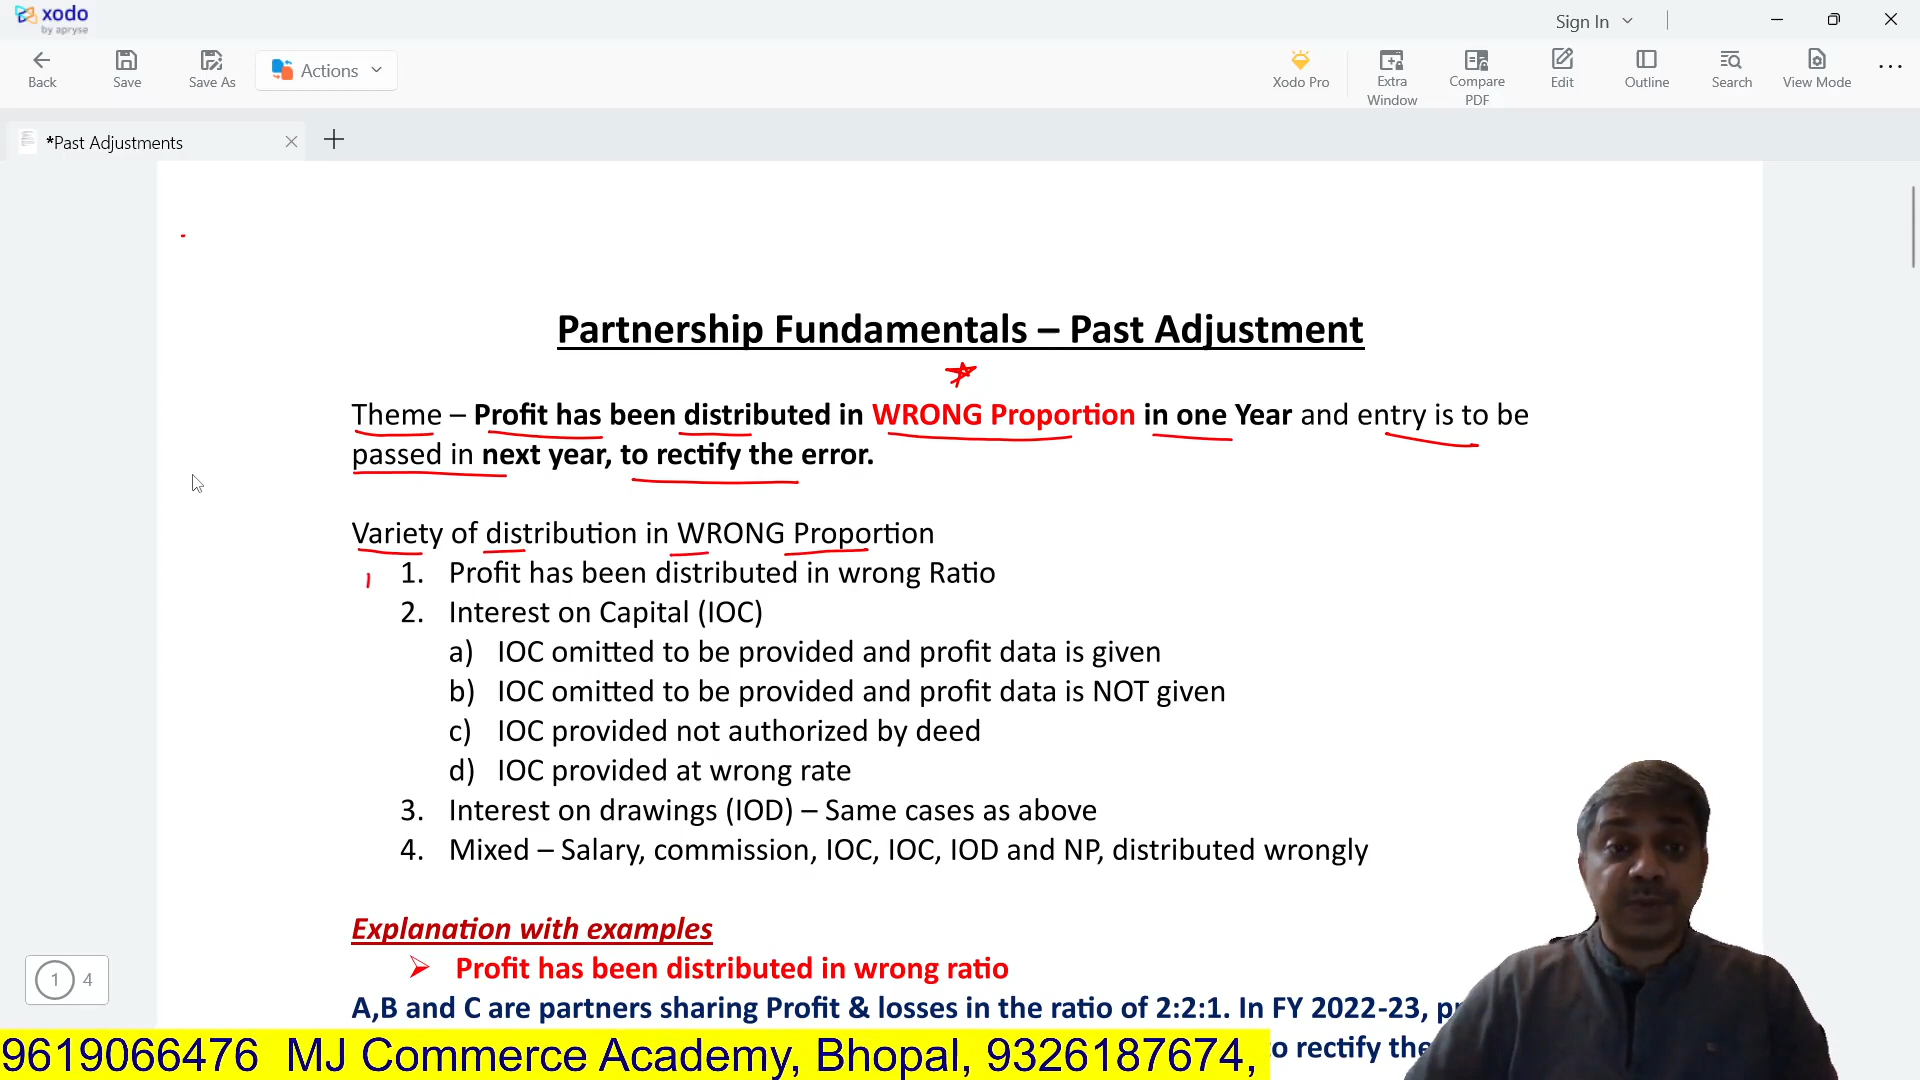 xodo
by apryse
Sign In
Back
Save
Save As
Actions
Xodo Pro
Extra Window
Compare PDF
Edit
Outline
Search
View Mode
*Past Adjustments
Partnership Fundamentals – Past Adjustment
Theme – Profit has been distributed in WRONG Proportion in one Year and entry is to be
passed in next year, to rectify the error.
Variety of distribution in WRONG Proportion
1. Profit has been distributed in wrong Ratio
2. Interest on Capital (IOC)
a) IOC omitted to be provided and profit data is given
b) IOC omitted to be provided and profit data is NOT given
c) IOC provided not authorized by deed
d) IOC provided at wrong rate
3. Interest on drawings (IOD) – Same cases as above
4. Mixed – Salary, commission, IOC, IOC, IOD and NP, distributed wrongly
Explanation with examples
➢ Profit has been distributed in wrong ratio
A,B and C are partners sharing Profit & losses in the ratio of 2:2:1. In FY 2022-23,
rectify the
1 4
9619066476 MJ Commerce Academy, Bhopal, 9326187674,